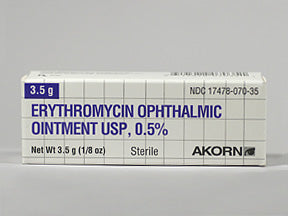 3.5 g
NDC 17478-070-35
ERYTHROMYCIN OPHTHALMIC
OINTMENT USP, 0.5%
Net Wt 3.5 g (1/8 oz)
Sterile
AKORN